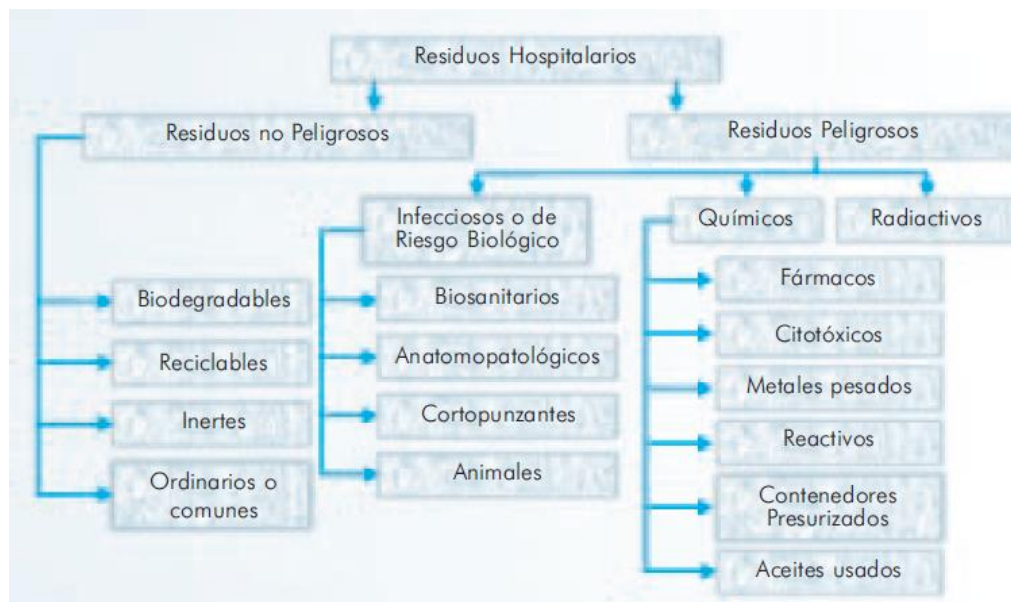 Residuos Hospitalarios
Residuos no Peligrosos
Residuos Peligrosos
Infecciosos o de
Riesgo Biológico
Químicos
Radiactivos
Biodegradables
Reciclables
Inertes
Ordinarios o
comunes
Biosanitarios
Anatomopatológicos
Cortopunzantes
Animales
Fármacos
Citotóxicos
Metales pesados
Reactivos
Contenedores
Presurizados
Aceites usados